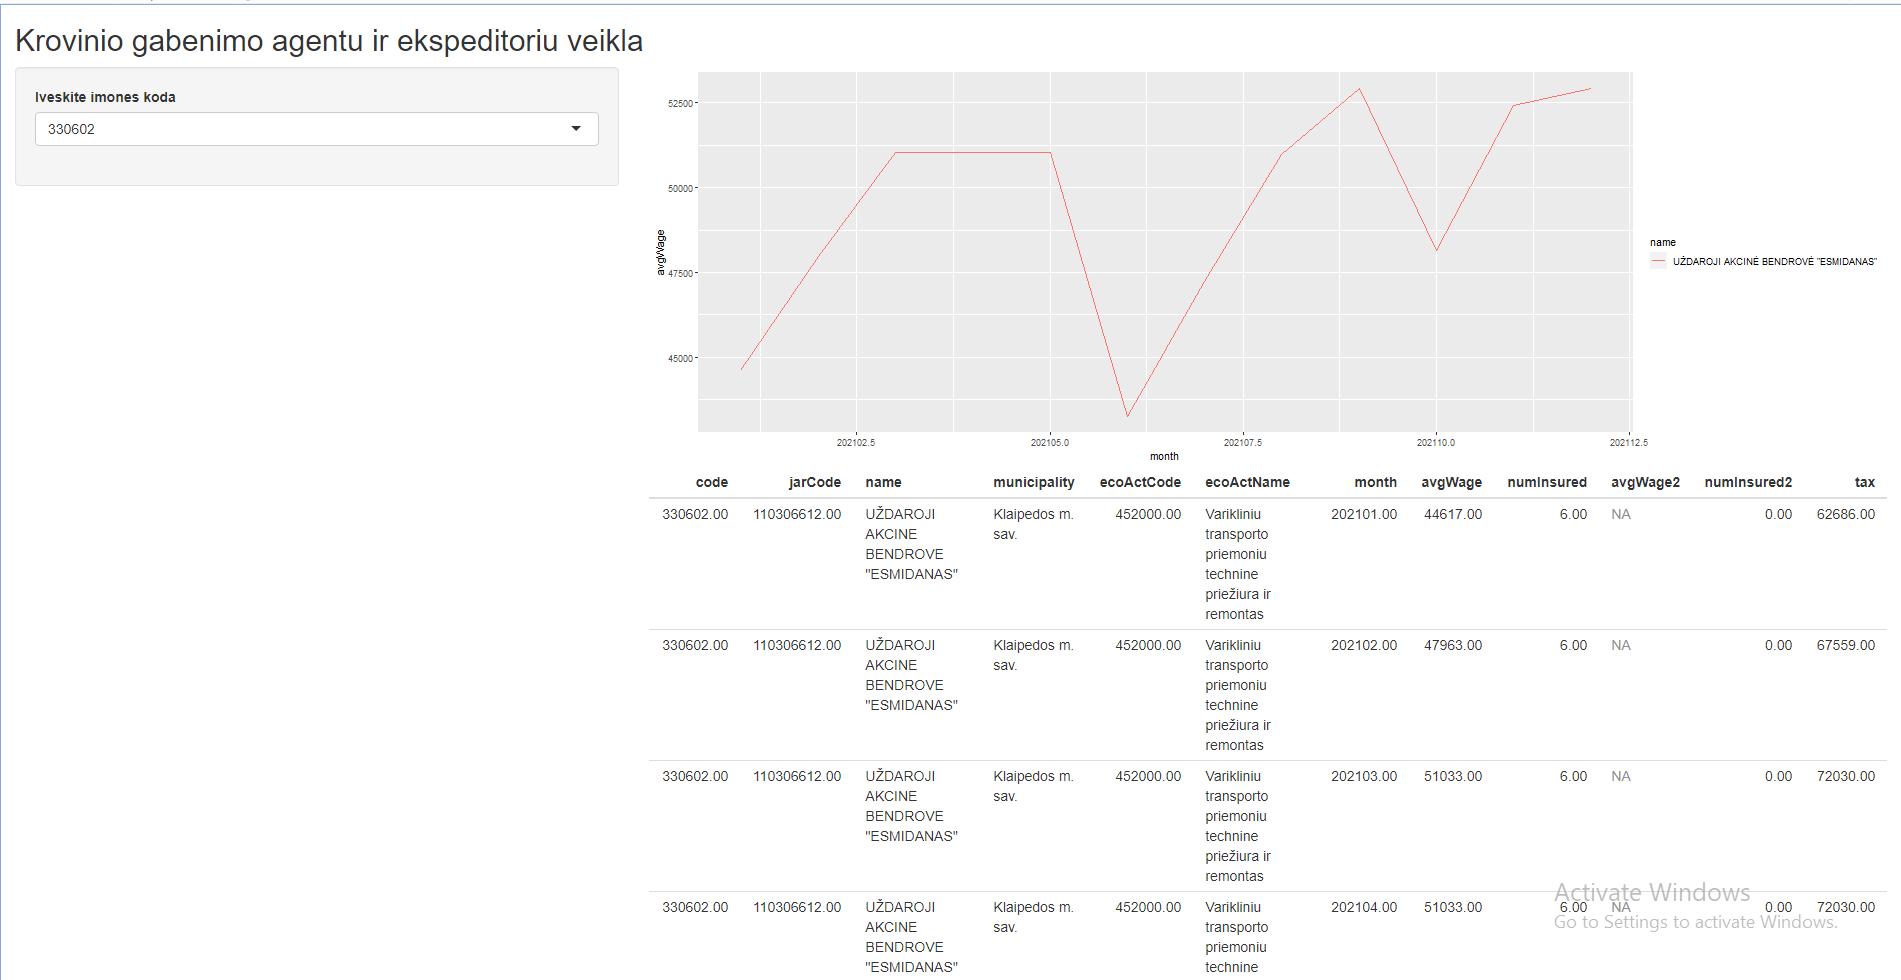 Krovinio gabenimo agentu ir ekspeditoriu veikla
Iveskite imones koda
330602
52500
50000
47500
45000
avgWage
202102.5 202105.0 202107.5 202110.0 202112.5
month
name
UŽDAROJI AKCINĖ BENDROVĖ "ESMIDANAS"
code jarCode name municipality ecoActCode ecoActName month avgWage numInsured avgWage2 numInsured2 tax
330602.00 110306612.00 UŽDAROJI Klaipedos m. 452000.00 Varikliniu 202101.00 44617.00 6.00 NA 0.00 62686.00
AKCINE sav. transporto
BENDROVE priemoniu
"ESMIDANAS" technine
priežiura ir
remontas
330602.00 110306612.00 UŽDAROJI Klaipedos m. 452000.00 Varikliniu 202102.00 47963.00 6.00 NA 0.00 67559.00
AKCINE sav. transporto
BENDROVE priemoniu
"ESMIDANAS" technine
priežiura ir
remontas
330602.00 110306612.00 UŽDAROJI Klaipedos m. 452000.00 Varikliniu 202103.00 51033.00 6.00 NA 0.00 72030.00
AKCINE sav. transporto
BENDROVE priemoniu
"ESMIDANAS" technine
priežiura ir
remontas
330602.00 110306612.00 UŽDAROJI Klaipedos m. 452000.00 Varikliniu 202104.00 51033.00 6.00 NA 0.00 72030.00
AKCINE sav. transporto
BENDROVE priemoniu
"ESMIDANAS" technine
Activate Windows
Go to Settings to activate Windows.